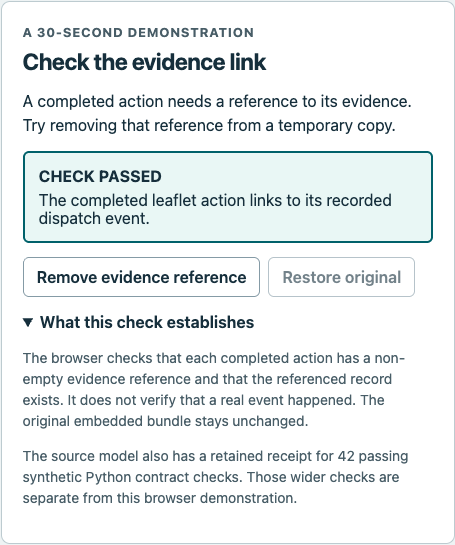 A 30-SECOND DEMONSTRATION
Check the evidence link
A completed action needs a reference to its evidence.
Try removing that reference from a temporary copy.
CHECK PASSED
The completed leaflet action links to its recorded
dispatch event.
Remove evidence reference
Restore original
▼ What this check establishes
The browser checks that each completed action has a non-
empty evidence reference and that the referenced record
exists. It does not verify that a real event happened. The
original embedded bundle stays unchanged.
The source model also has a retained receipt for 42 passing
synthetic Python contract checks. Those wider checks are
separate from this browser demonstration.